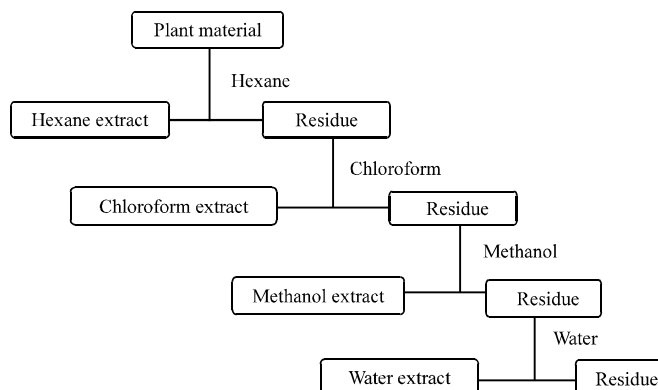 Plant material
Hexane
Hexane extract
Residue
Chloroform
Chloroform extract
Residue
Methanol
Methanol extract
Residue
Water
Water extract
Residue